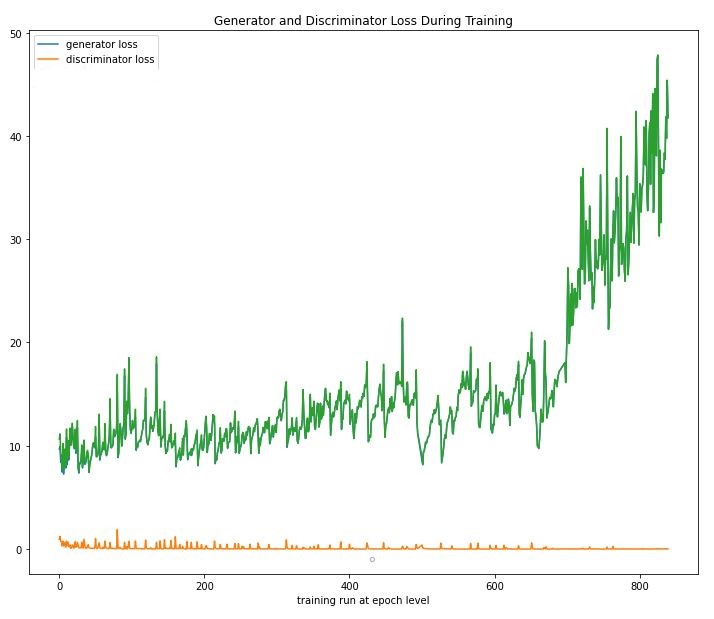 Generator and Discriminator Loss During Training
generator loss
discriminator loss
50
40
30
20
10
0
0 200 400 600 800
training run at epoch level